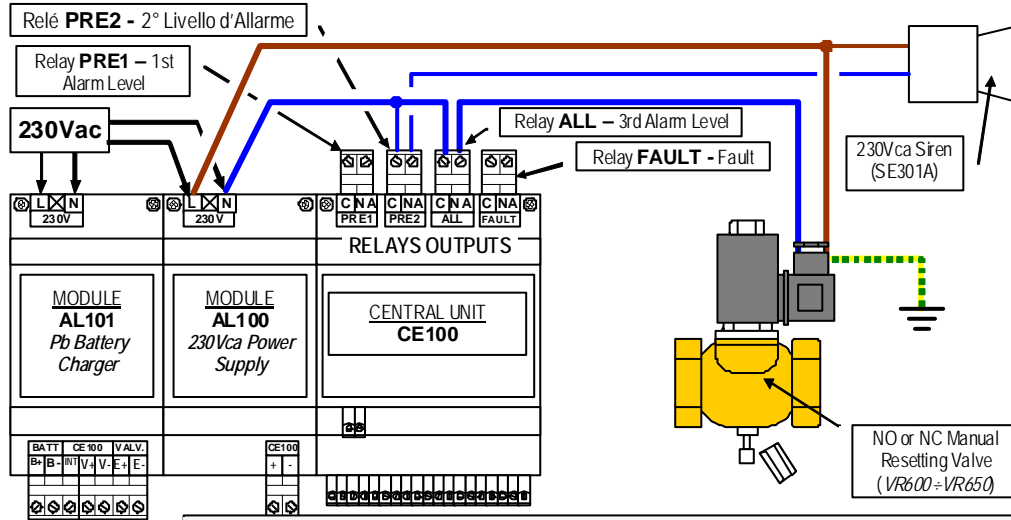 Relé PRE2 - 2° Livello d'Allarme
Relay PRE1 – 1st
Alarm Level
230Vac
Relay ALL – 3rd Alarm Level
Relay FAULT - Fault
230Vca Siren
(SE301A)
L N
230V
L N
230V
C NA
PRE1
C NA
PRE2
C NA
ALL
C NA
FAULT
RELAYS OUTPUTS
MODULE
AL101
Pb Battery
Charger
MODULE
AL100
230Vca Power
Supply
CENTRAL UNIT
CE100
BATT CE100 VALV.
B+ B- INT V+ V- E+ E-
CE100
+ -
NO or NC Manual
Resetting Valve
(VR600÷VR650)